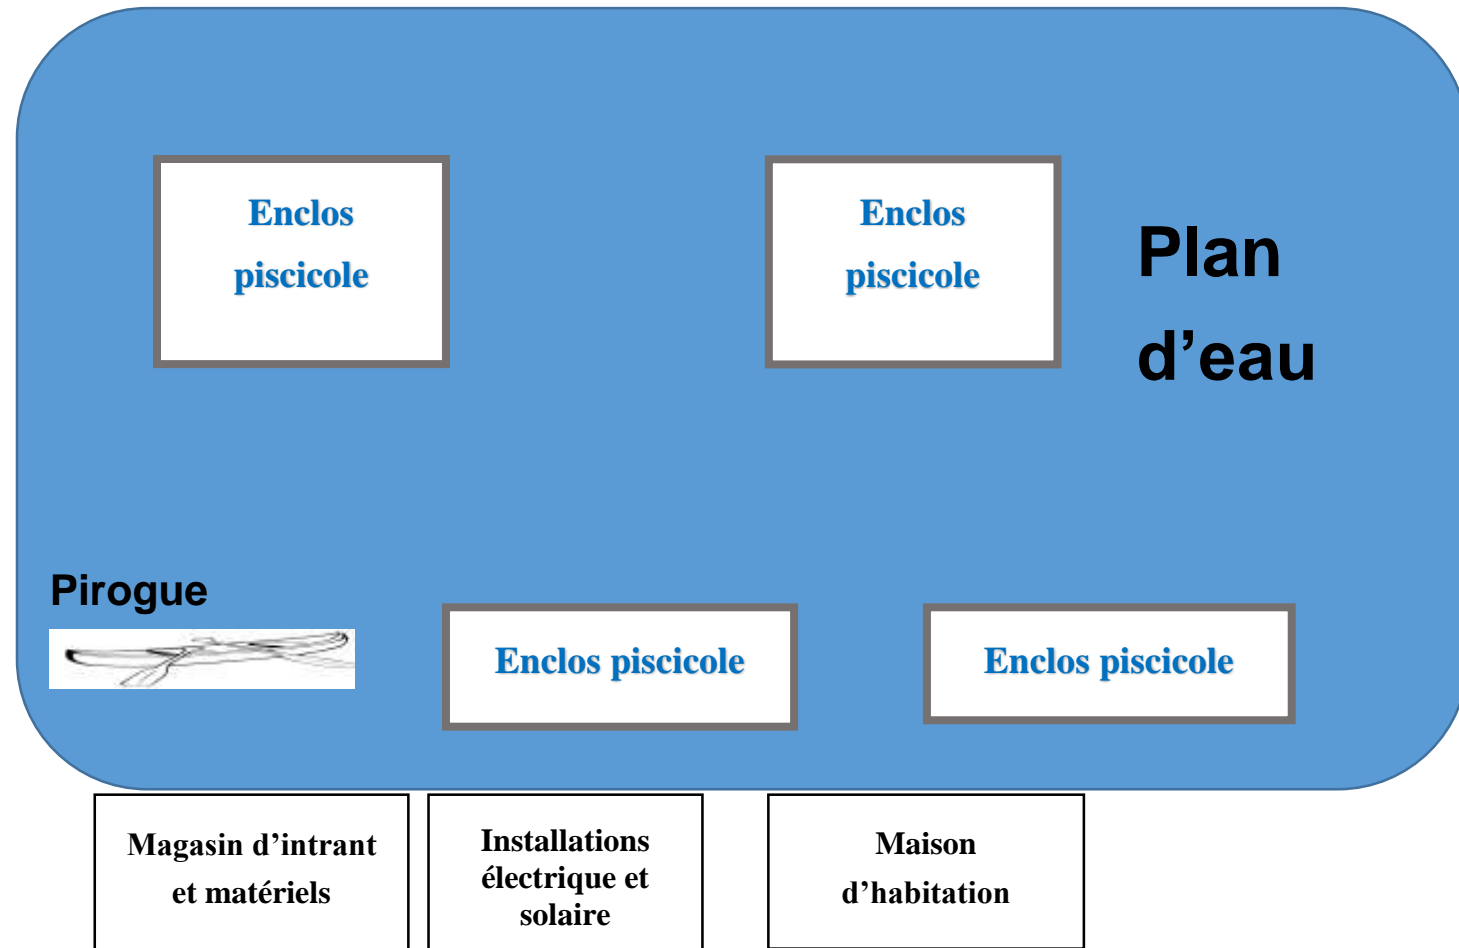 Enclos
piscicole
Enclos
piscicole
Plan
d’eau
Pirogue
Enclos piscicole
Enclos piscicole
Magasin d’intrant
et matériels
Installations
électrique et
solaire
Maison
d’habitation